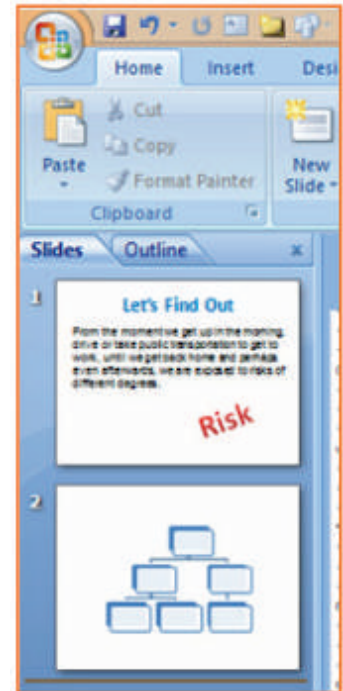 Home Insert Desi
Cut
Copy
Format Painter
Paste
New
Slide
Clipboard
Slides Outline x
1
Let's Find Out
From the moment we get up in the morning,
drive or take public transportation to get to
work, until we get back home and perhaps
even afterwards, we are exposed to risks of
different degrees.
Risk
2